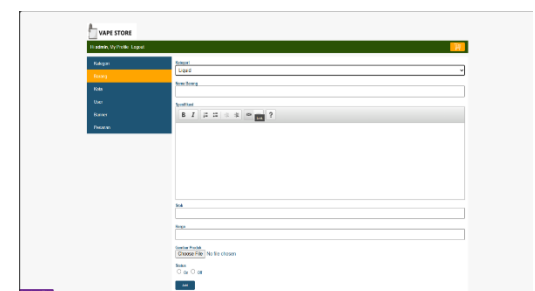 VAPE STORE
Hi admin, My Profile Logout
Kategori
Barang
Kota
User
Banner
Pesanan
Kategori
Liquid
Nama Barang
Spesifikasi
B I ?
Stok
Harga
Gambar Produk
Choose File No file chosen
Status
On Off